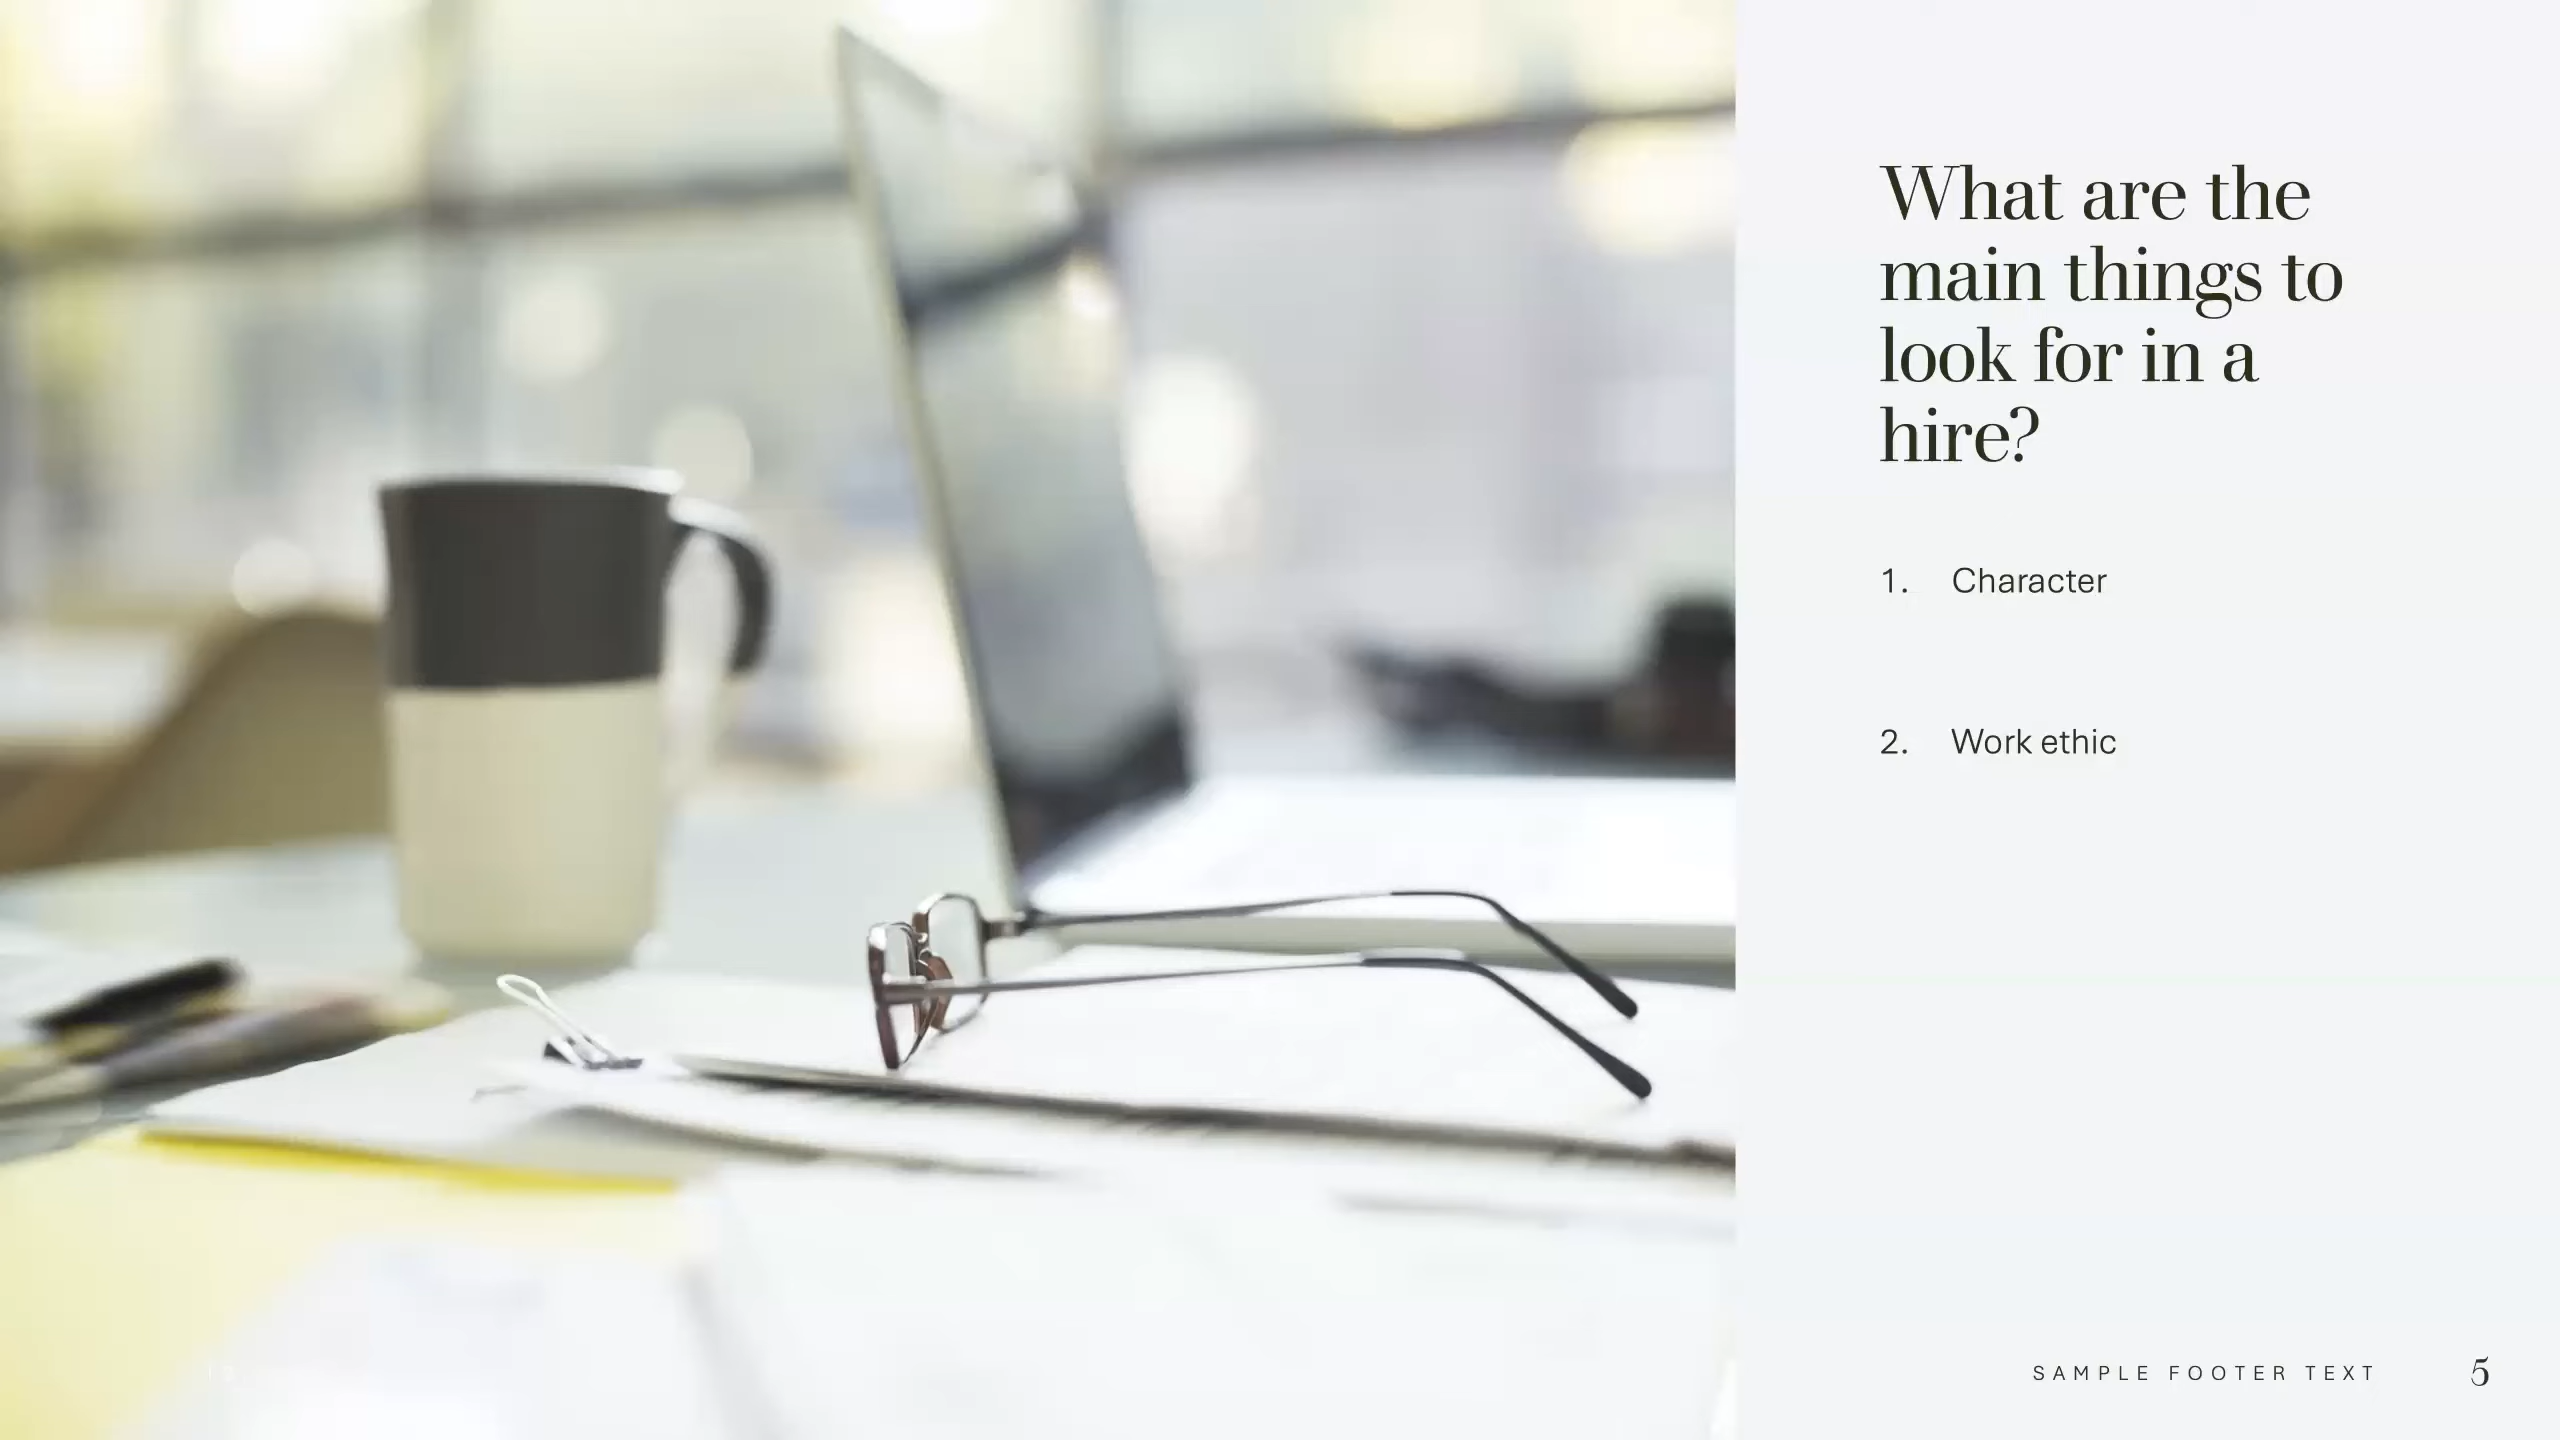 What are the
main things to
look for in a
hire?
1. Character
2. Work ethic
SAMPLE FOOTER TEXT 5